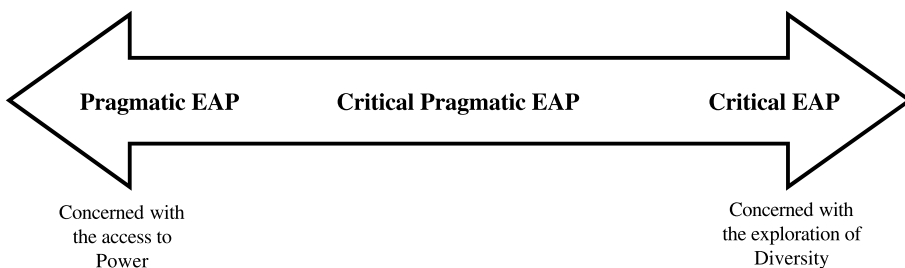 Pragmatic EAP Critical Pragmatic EAP Critical EAP
Concerned with
the access to
Power
Concerned with
the exploration of
Diversity